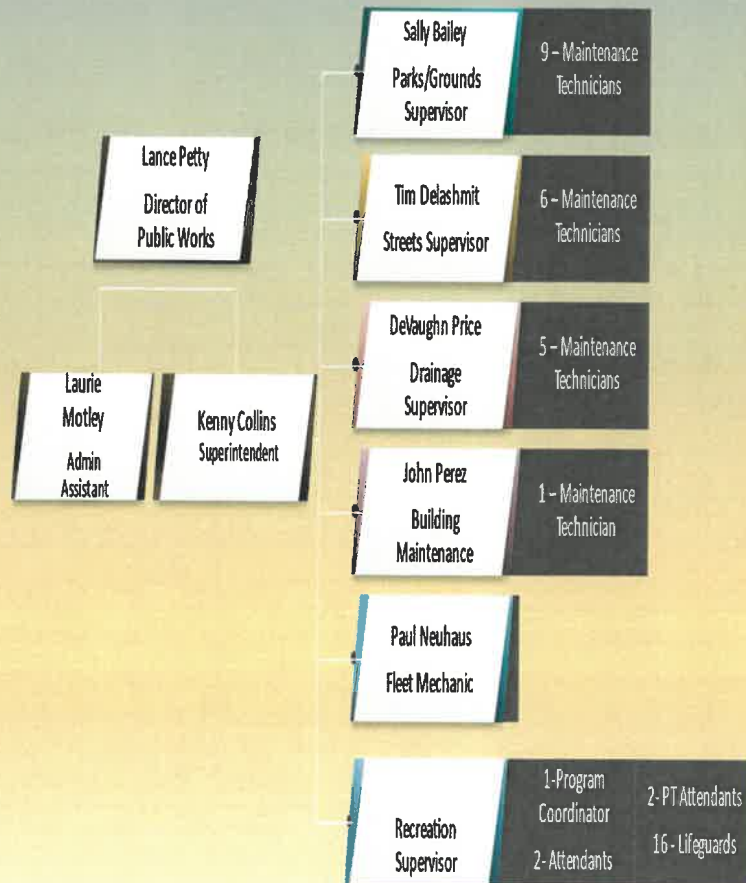 Sally Bailey
Parks/Grounds
Supervisor
9 – Maintenance
Technicians
Lance Petty
Director of
Public Works
Tim Delashmit
Streets Supervisor
6 – Maintenance
Technicians
DeVaughn Price
Drainage
Supervisor
5 – Maintenance
Technicians
Laurie
Motley
Admin
Assistant
Kenny Collins
Superintendent
John Perez
Building
Maintenance
1 – Maintenance
Technician
Paul Neuhaus
Fleet Mechanic
Recreation
Supervisor
1-Program
Coordinator
2- Attendants
2- PT Attendants
16 - Lifeguards